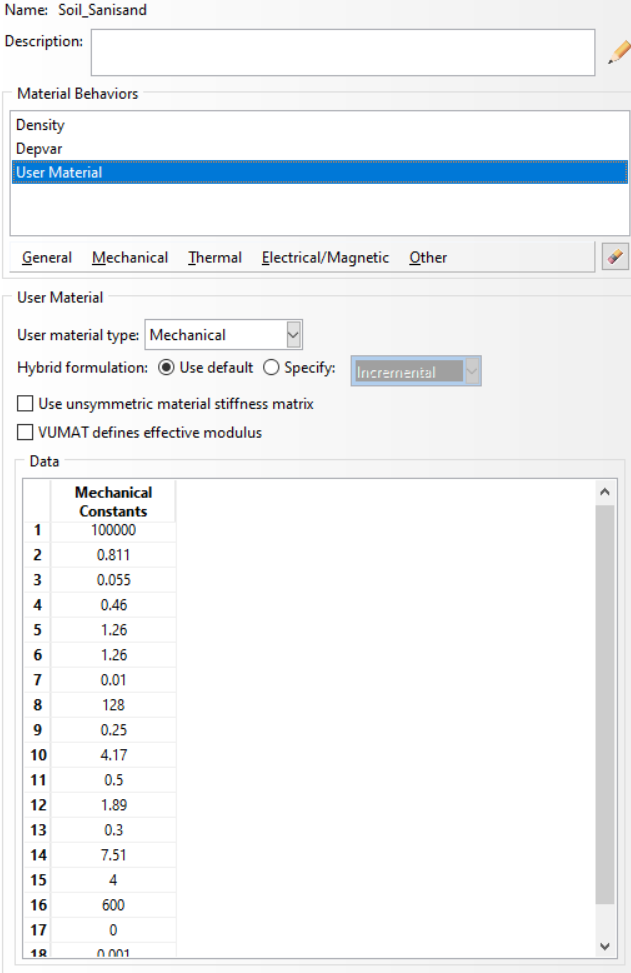 Name: Soil_Sanisand
Description:
Material Behaviors
Density
Depvar
User Material
General Mechanical Thermal Electrical/Magnetic Other
User Material
User material type: Mechanical
Hybrid formulation: Use default Specify: Incremental
Use unsymmetric material stiffness matrix
VUMAT defines effective modulus
Data
Mechanical
Constants
1 100000
2 0.811
3 0.055
4 0.46
5 1.26
6 1.26
7 0.01
8 128
9 0.25
10 4.17
11 0.5
12 1.89
13 0.3
14 7.51
15 4
16 600
17 0
18 0.001